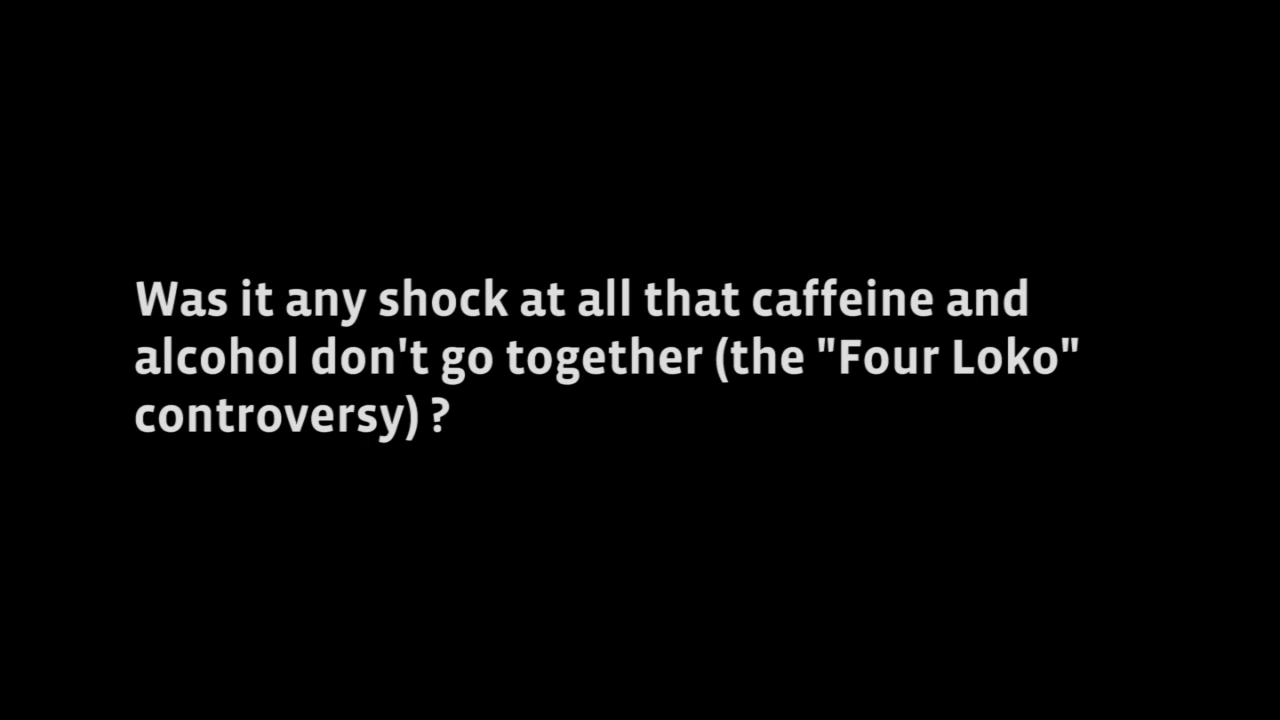 Was it any shock at all that caffeine and
alcohol don't go together (the "Four Loko"
controversy) ?